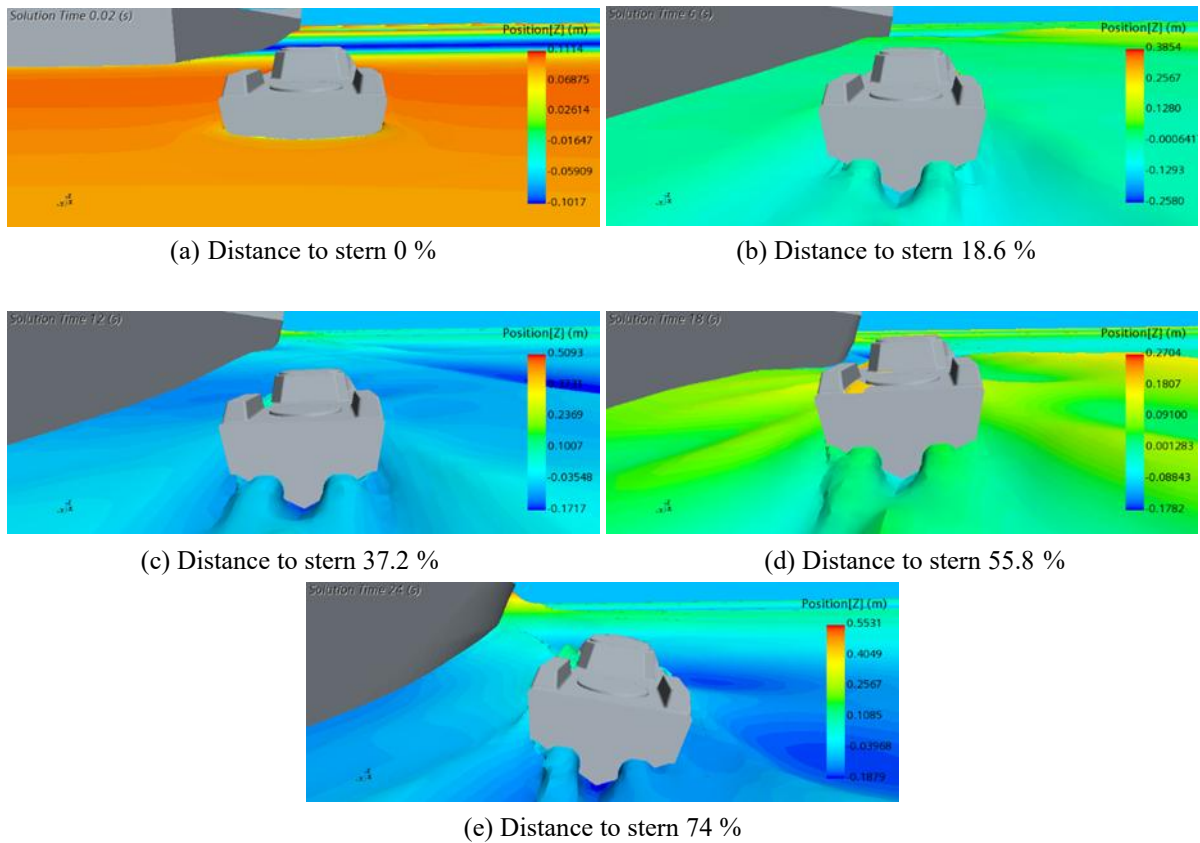 Solution Time 0.02 (s)
Position[Z] (m)
0.1114
0.06875
0.02614
-0.01647
-0.05909
-0.1017
(a) Distance to stern 0 %
Solution Time 6 (s)
Position[Z] (m)
0.3854
0.2567
0.1280
-0.000641
-0.1293
-0.2580
(b) Distance to stern 18.6 %
Solution Time 12 (s)
Position[Z] (m)
0.5093
0.3731
0.2369
0.1007
-0.03548
-0.1717
(c) Distance to stern 37.2 %
Solution Time 18 (s)
Position[Z] (m)
0.2704
0.1807
0.09100
0.001283
-0.08843
-0.1782
(d) Distance to stern 55.8 %
Solution Time 24 (s)
Position[Z] (m)
0.5531
0.4049
0.2567
0.1085
-0.03968
-0.1879
(e) Distance to stern 74 %